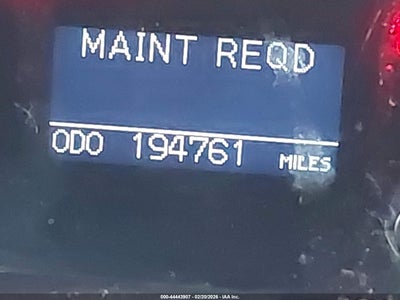 MAINT REQD
ODO 194761 MILES
000-44443907 - 02/20/2026 - IAA Inc.